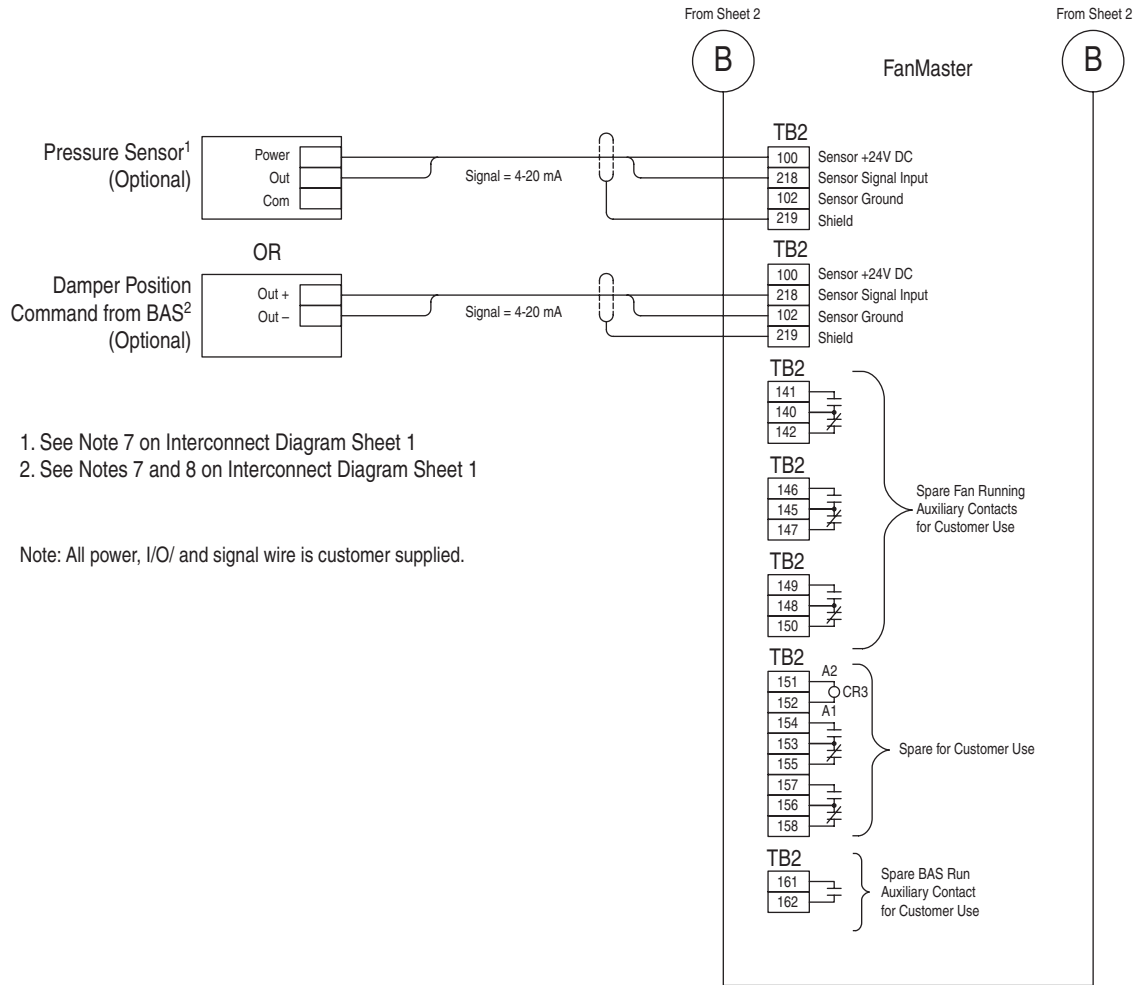 From Sheet 2
From Sheet 2
B
FanMaster
B
Pressure Sensor1
(Optional)
Power
Out
Com
Signal = 4-20 mA
TB2
100 Sensor +24V DC
218 Sensor Signal Input
102 Sensor Ground
219 Shield
OR
Damper Position
Command from BAS2
(Optional)
Out +
Out –
Signal = 4-20 mA
TB2
100 Sensor +24V DC
218 Sensor Signal Input
102 Sensor Ground
219 Shield
1. See Note 7 on Interconnect Diagram Sheet 1
2. See Notes 7 and 8 on Interconnect Diagram Sheet 1
Note: All power, I/O/ and signal wire is customer supplied.
TB2
141
140
142
TB2
146
145
147
TB2
149
148
150
Spare Fan Running
Auxiliary Contacts
for Customer Use
TB2
151
152
154
153
155
157
156
158
A2
CR3
A1
Spare for Customer Use
TB2
161
162
Spare BAS Run
Auxiliary Contact
for Customer Use